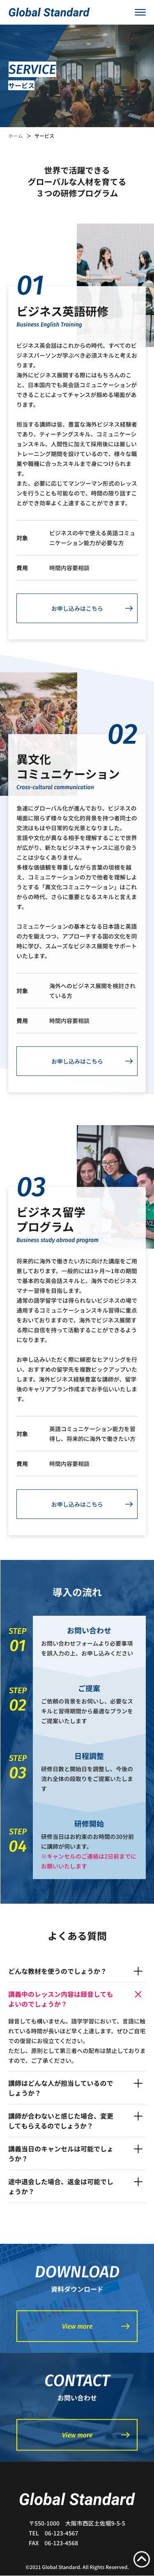 Global Standard
SERVICE
サービス
ホーム ＞ サービス
世界で活躍できる
グローバルな人材を育てる
３つの研修プログラム
01
ビジネス英語研修
Business English Training
ビジネス英会話はこれからの時代、すべてのビ
ジネスパーソンが学ぶべき必須スキルと考えお
ります。
海外にビジネス展開する際にはもちろんのこ
と、日本国内でも英会話コミュニケーションが
できることによってチャンスが掴める場面があ
ります。
担当する講師は皆、豊富な海外ビジネス経験者
であり、ティーチングスキル、コミュニケーシ
ョンスキル、人間性に加えて採用後には厳しい
トレーニング期間を設けているので、様々な職
業や職種に合ったスキルまで身につけられま
す。
また、必要に応じてマンツーマン形式のレッス
ンを行うことも可能なので、時間の限り話すこ
とができ効率よく上達することができます。
対象
ビジネスの中で使える英語コミュ
ニケーション能力が必要な方
費用
時間内容要相談
お申し込みはこちら
02
異文化
コミュニケーション
Cross-cultural communication
急速にグローバル化が進んでおり、ビジネスの
場面に限らず様々な文化的背景を持つ者同士の
交流はもはや日常的な光景となりました。
言語や文化が異なる相手を理解することで世界
が広がり、新たなビジネスチャンスに巡り会う
ことは少なくありません。
多様な価値観を尊重しながら言葉の垣根を越
え、コミュニケーションの力で他者を理解しよ
うとする「異文化コミュニケーション」はこれ
からの時代、さらに重要となるスキルと言えま
す。
コミュニケーションの基本となる日本語と英語
の力を鍛えつつ、アプローチする国の文化を同
時に学び、スムーズなビジネス展開をサポート
いたします。
対象
海外へのビジネス展開を検討され
ている方
費用
時間内容要相談
お申し込みはこちら
03
ビジネス留学
プログラム
Business study abroad program
将来的に海外で働きたい方に向けた講座をご用
意しております。一般的には3ヶ月〜1年の期間
で基本的な英会話スキルと、海外でのビジネス
マナー習得を目指します。
通常の語学留学では得られないビジネスの場で
通用するコミュニケーションスキル習得に重点
をおいておりますので、海外でビジネス展開す
る際に自信を持って活動することができるよう
になります。
お申し込みいただく際に綿密なヒアリングを行
い、おすすめの留学先を複数ピックアップいた
します。海外ビジネス経験豊富な講師が、留学
後のキャリアプラン作成までお手伝いいたしま
す。
対象
英語コミュニケーション能力を習
得し、将来的に海外で働きたい方
費用
時間内容要相談
お申し込みはこちら
導入の流れ
STEP
01
お問い合わせ
お問い合わせフォームより必要事項
を誤入力の上、お申し込みください
STEP
02
ご提案
ご依頼の背景をお伺いし、必要なス
キルと習得期間から最適なプランを
ご提案いたします
STEP
03
日程調整
研修日数と開始日を調整し、今後の
流れ全体の段取りをご提案いたしま
す
STEP
04
研修開始
研修当日はお約束のお時間の30分前
に講師が伺います。
※キャンセルのご連絡は2日前までに
お願いいたします
よくある質問
どんな教材を使うのでしょうか？
講義中のレッスン内容は録音しても
よいのでしょうか？
録音しても構いません。語学学習において、言語に触
れている時間が長いほど早く上達します。ぜひご自宅
での復習にお役立てください。
ただし、原則として第三者への配布は禁止しております
ので、ご了承ください。
講師はどんな人が担当しているので
しょうか？
講師が合わないと感じた場合、変更
してもらえるのでしょうか？
講義当日のキャンセルは可能でしょ
うか？
途中退会した場合、返金は可能でし
ょうか？
DOWNLOAD
資料ダウンロード
View more
CONTACT
お問い合わせ
View more
Global Standard
〒550-1000 大阪市西区土佐堀9-5-5
TEL 06-123-4567
FAX 06-123-4568
©2021 Global Standard. All Rights Reserved.